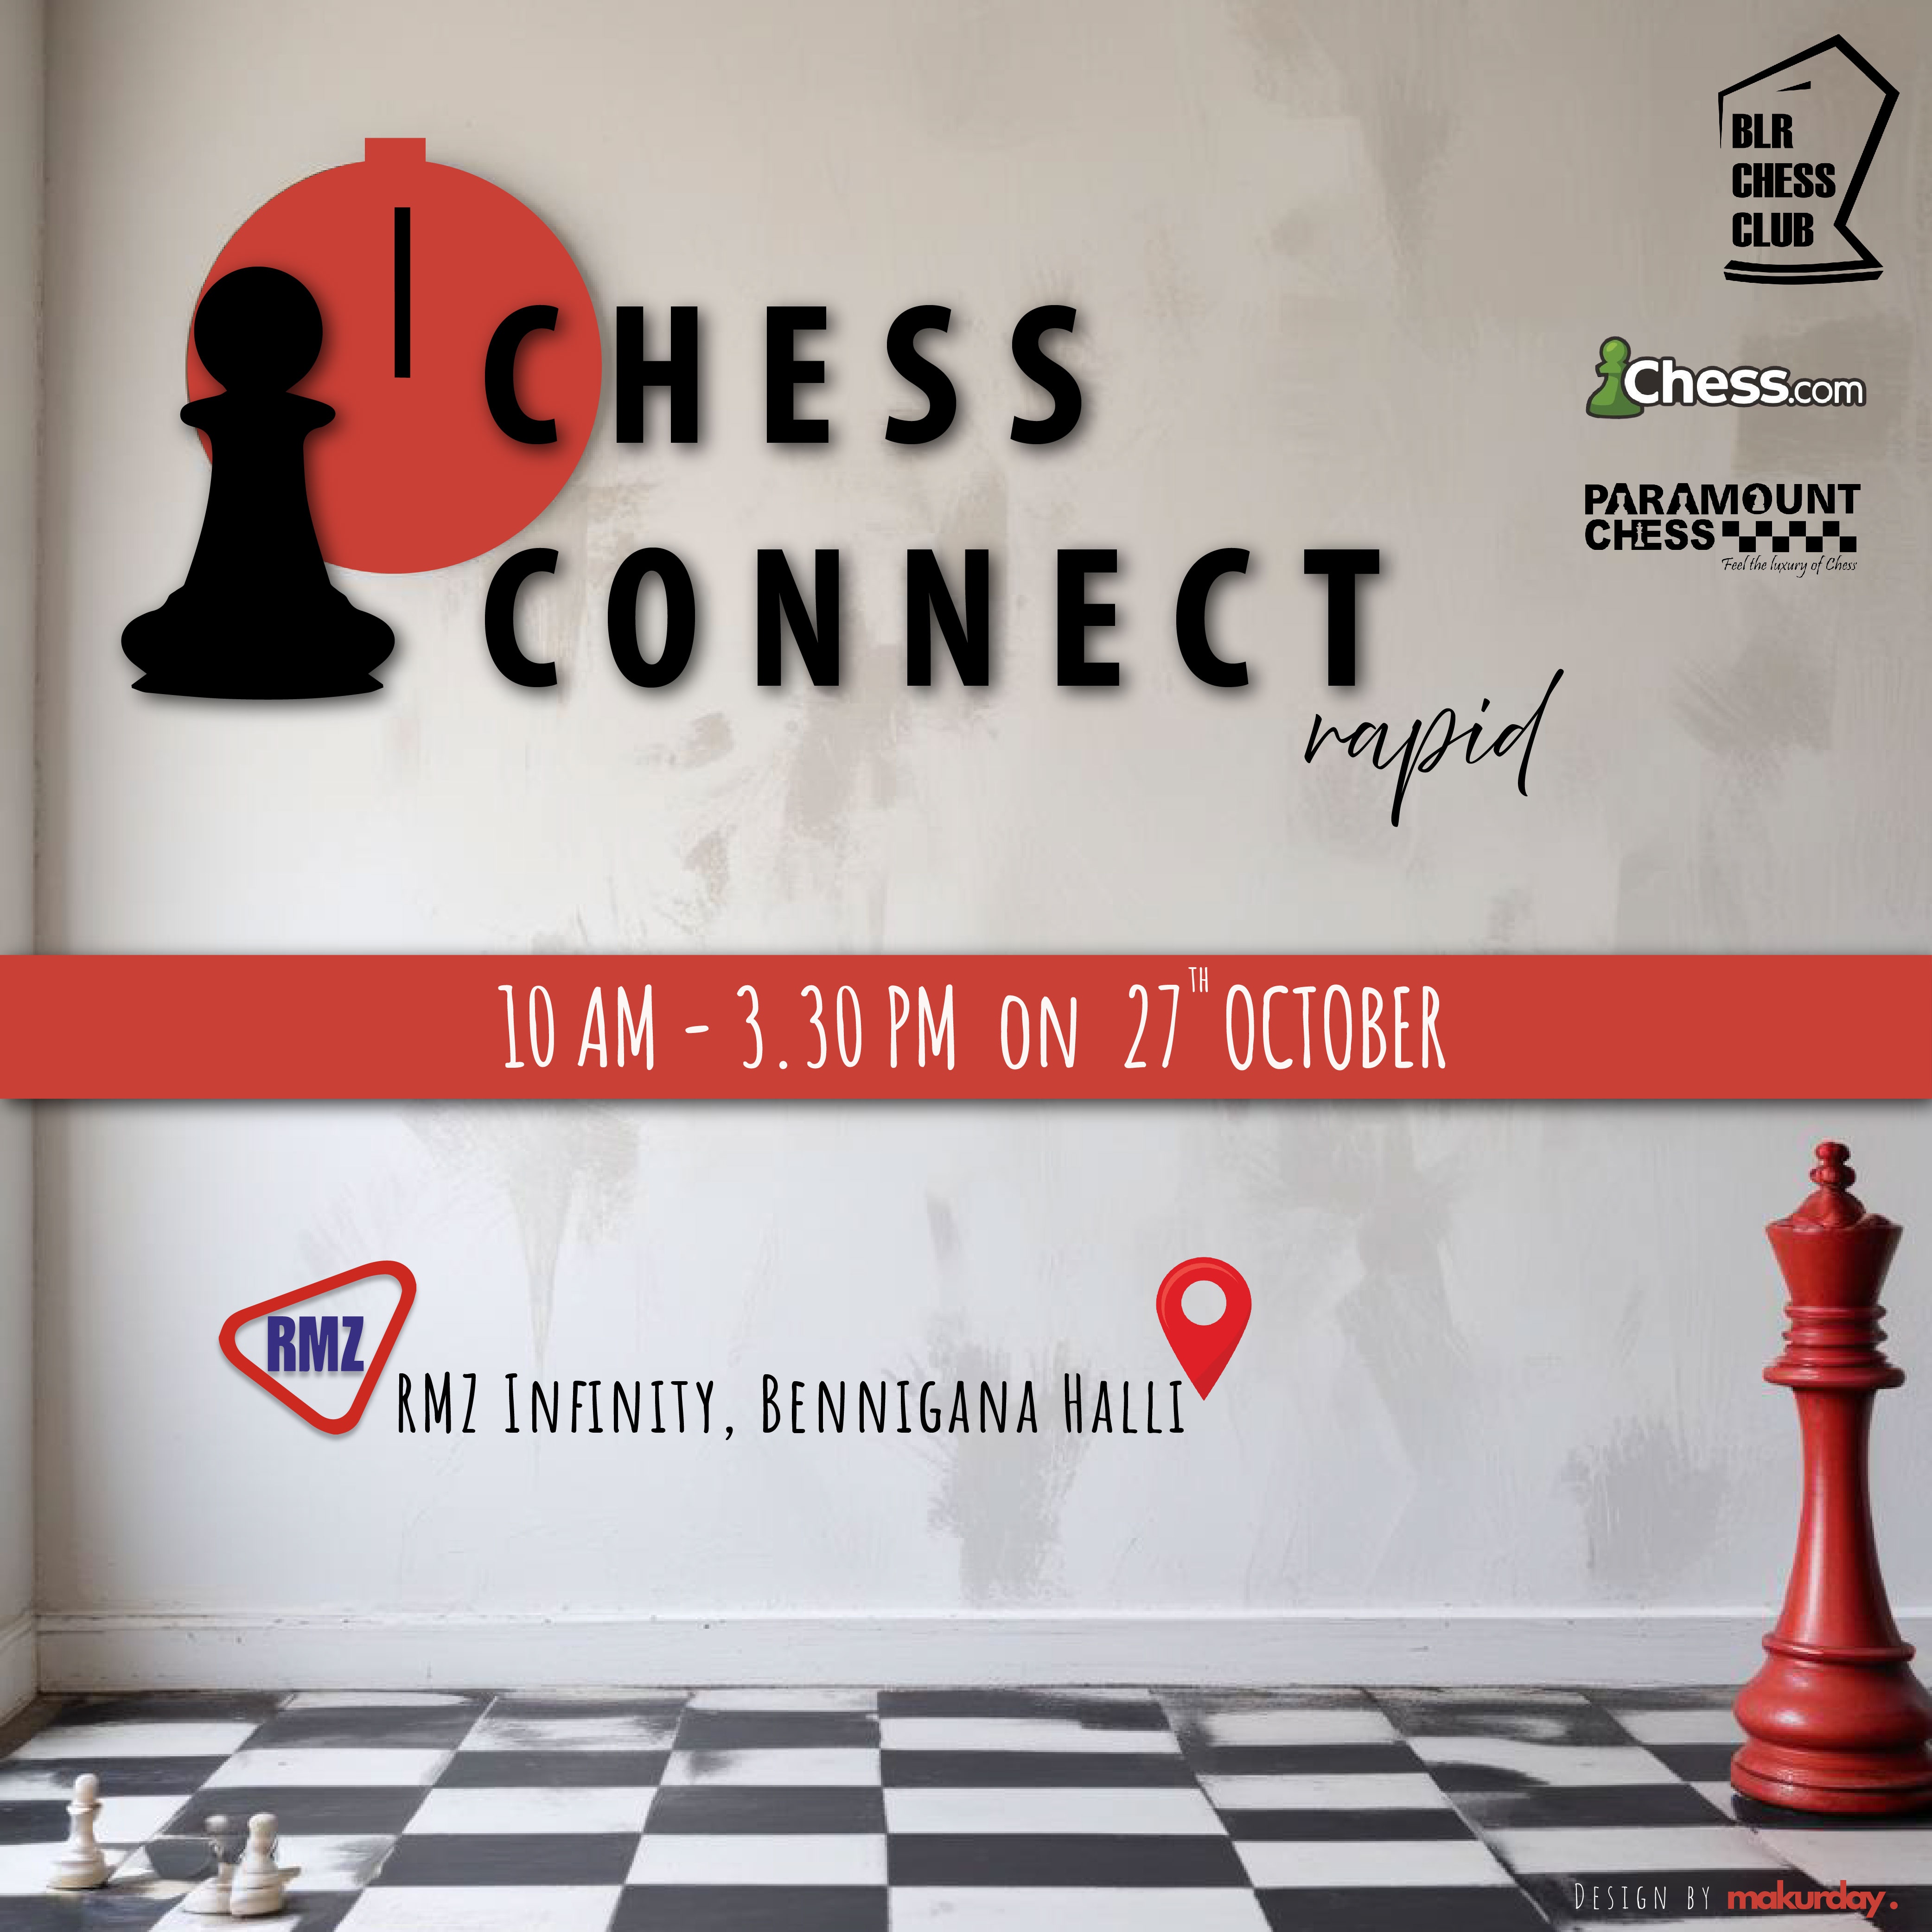 BLR
CHESS
CLUB
Chess.com
PARAMOUNT
CHESS
Feel the luxury of Chess
CHESS
CONNECT
rapid
10 AM - 3.30 PM ON 27TH OCTOBER
RMZ
RMZ INFINITY, BENNIGANA HALLI
DESIGN BY makurday.